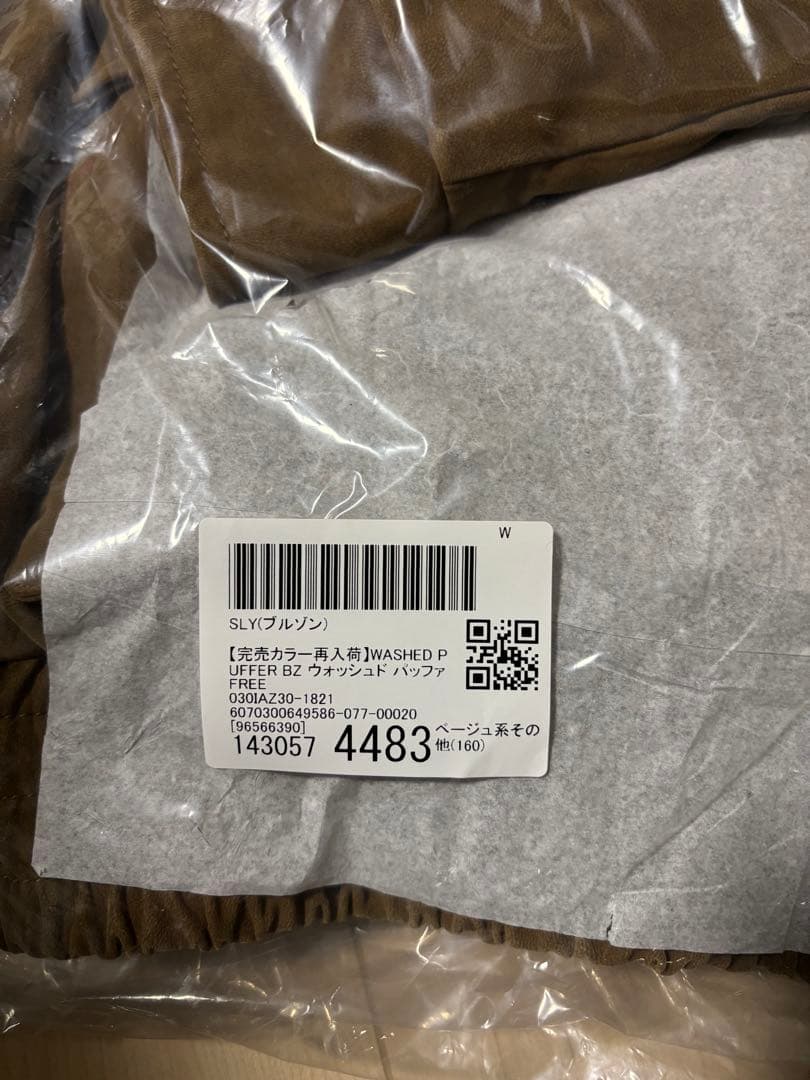 W
SLY(ブルゾン)
【完売カラー再入荷】WASHED P
UFFER BZ ウォッシュド パッファ
FREE
030IAZ30-1821
6070300649586-077-00020
[96566390]
143057 4483 ベージュ系その
他(160)